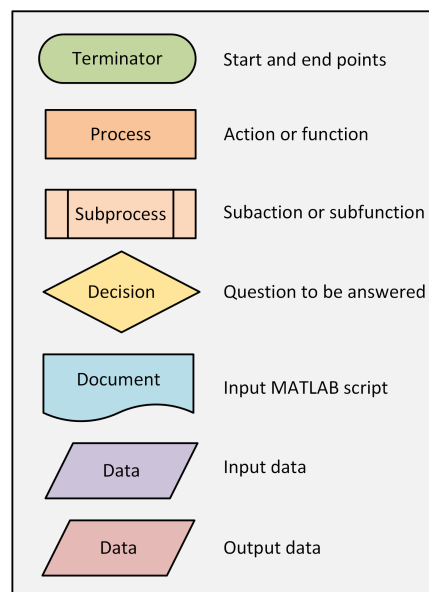 Terminator Start and end points
Process Action or function
Subprocess Subaction or subfunction
Decision Question to be answered
Document Input MATLAB script
Data Input data
Data Output data